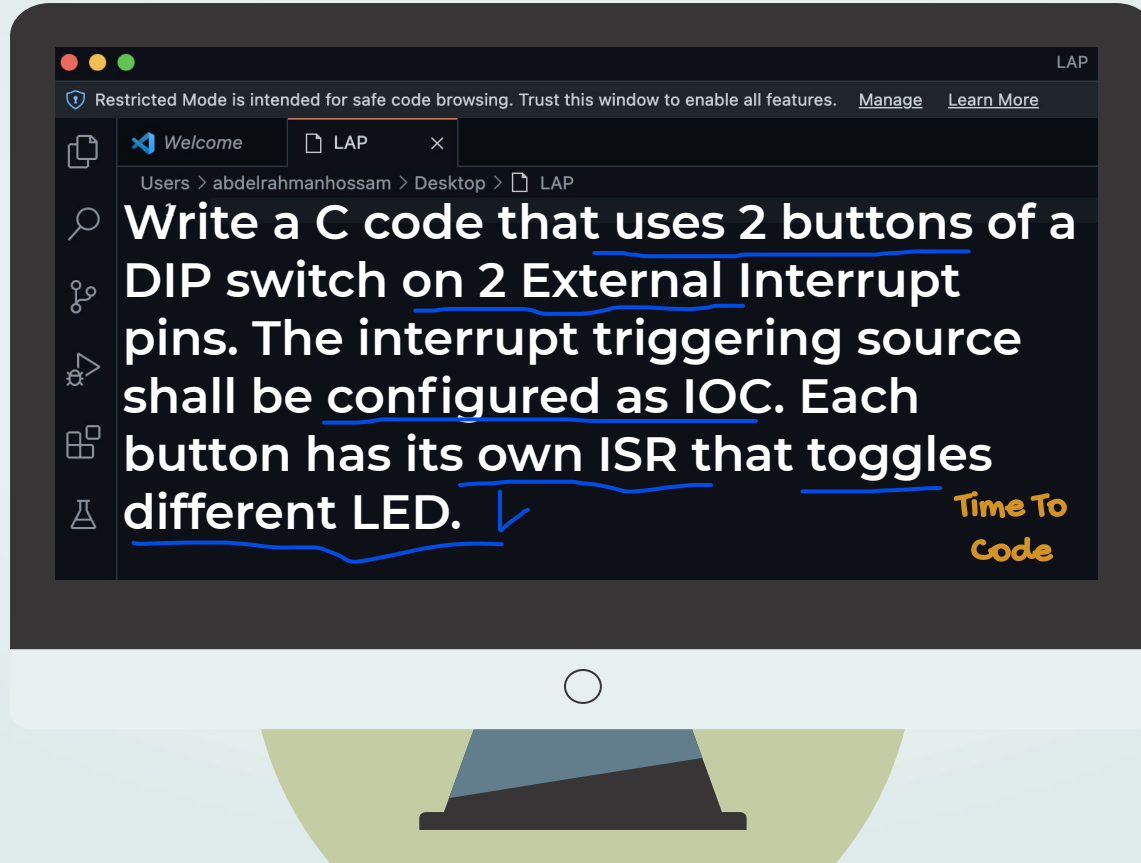 LAP
Restricted Mode is intended for safe code browsing. Trust this window to enable all features. Manage Learn More
Welcome LAP
Users > abdelrahmanhossam > Desktop > LAP
Write a C code that uses 2 buttons of a
DIP switch on 2 External Interrupt
pins. The interrupt triggering source
shall be configured as IOC. Each
button has its own ISR that toggles
different LED.
Time To
Code